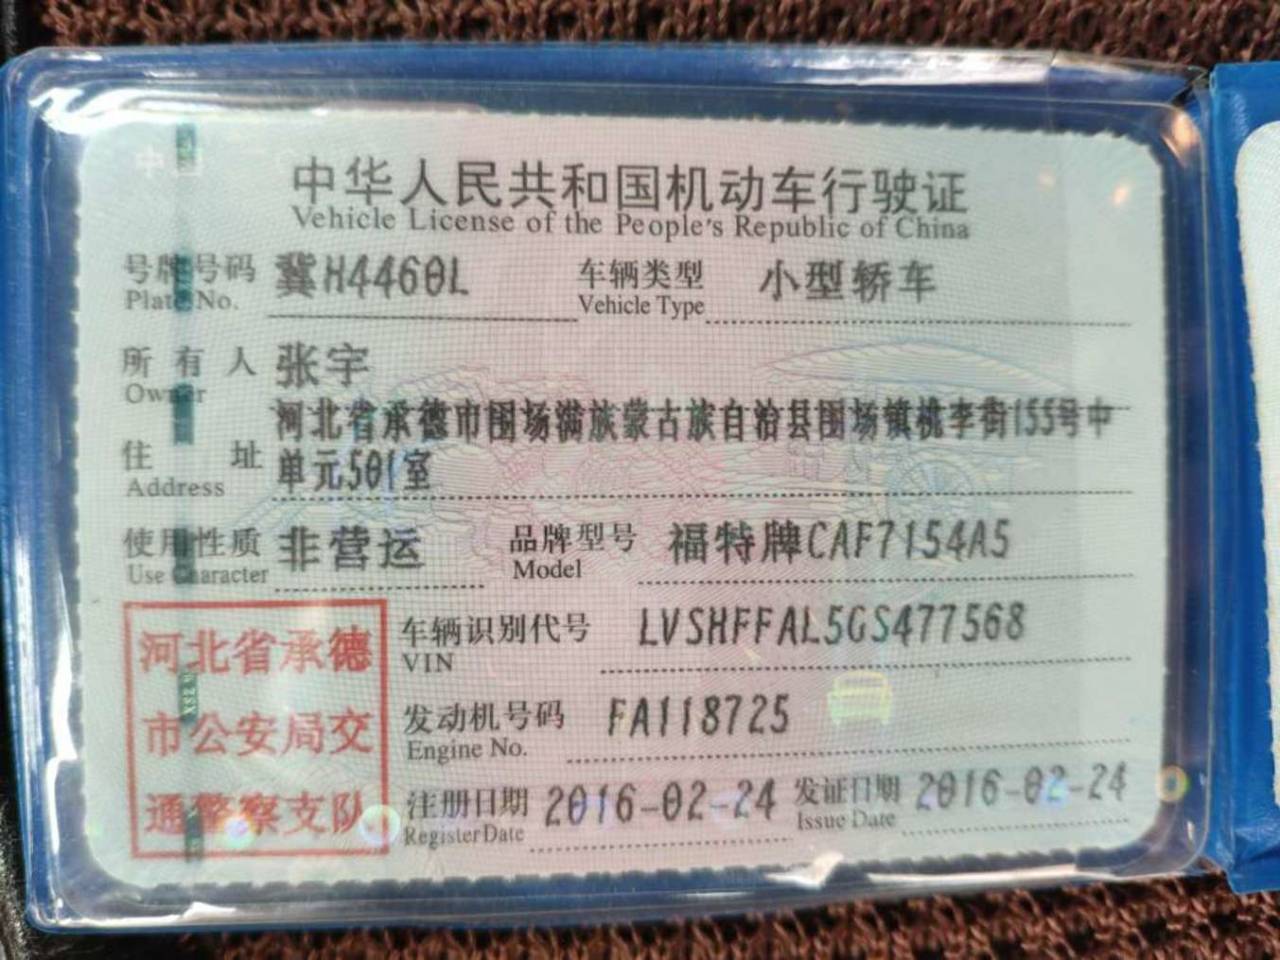 中华人民共和国机动车行驶证
Vehicle License of the People's Republic of China
号牌号码 冀H4460L 车辆类型 小型轿车
Plate No. Vehicle Type
所有人 张宇
Owner
河北省承德市围场满族蒙古族自治县围场镇桃李街155号中
住址 单元501室
Address
使用性质 非营运 品牌型号 福特牌CAF7154A5
Use Character Model
车辆识别代号 LVSHFFAL5GS477568
VIN
发动机号码 FA118725
Engine No.
注册日期 2016-02-24 发证日期 2016-02-24
Register Date Issue Date
河北省承德
市公安局交
通警察支队